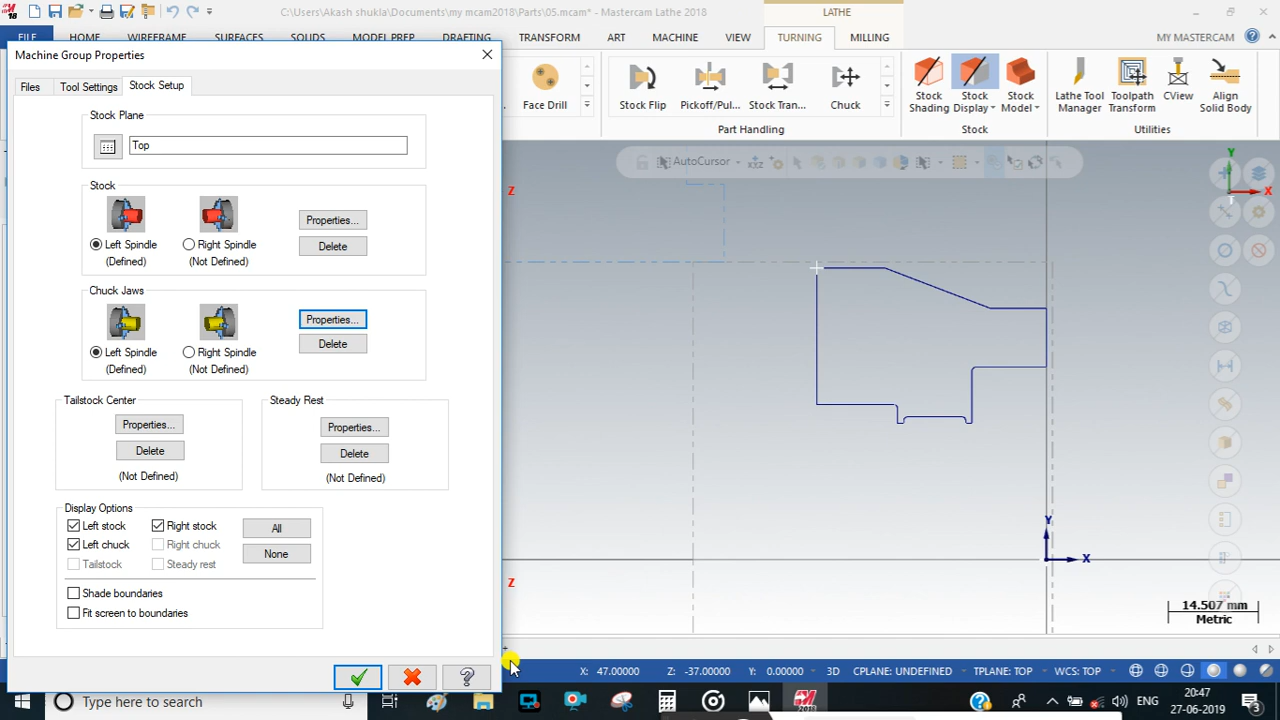 C:\Users\Akash shukla\Documents\my mcam2018\Parts\05.mcam* - Mastercam Lathe 2018
LATHE
FILE HOME WIREFRAME SURFACES SOLIDS MODEL PREP DRAFTING TRANSFORM ART MACHINE VIEW TURNING MILLING MY MASTERCAM
Machine Group Properties
Files Tool Settings Stock Setup
Face Drill
Stock Flip Pickoff/Pul... Stock Tran... Chuck
Part Handling
Stock Shading
Stock Display
Stock Model
Stock
Lathe Tool Manager
Toolpath Transform
CView
Align Solid Body
Utilities
AutoCursor
XYZ
Stock Plane
Top
Stock
Left Spindle
(Defined)
Right Spindle
(Not Defined)
Properties...
Delete
Chuck Jaws
Left Spindle
(Defined)
Right Spindle
(Not Defined)
Properties...
Delete
Tailstock Center
Properties...
Delete
(Not Defined)
Steady Rest
Properties...
Delete
(Not Defined)
Display Options
Left stock Right stock All
Left chuck Right chuck None
Tailstock Steady rest
Shade boundaries
Fit screen to boundaries
Z
Z
Y
X
Y
X
14.507 mm
Metric
X: 47.00000 Z: -37.00000 Y: 0.00000 3D CPLANE: UNDEFINED TPLANE: TOP WCS: TOP
Type here to search
ENG
20:47
27-06-2019
3